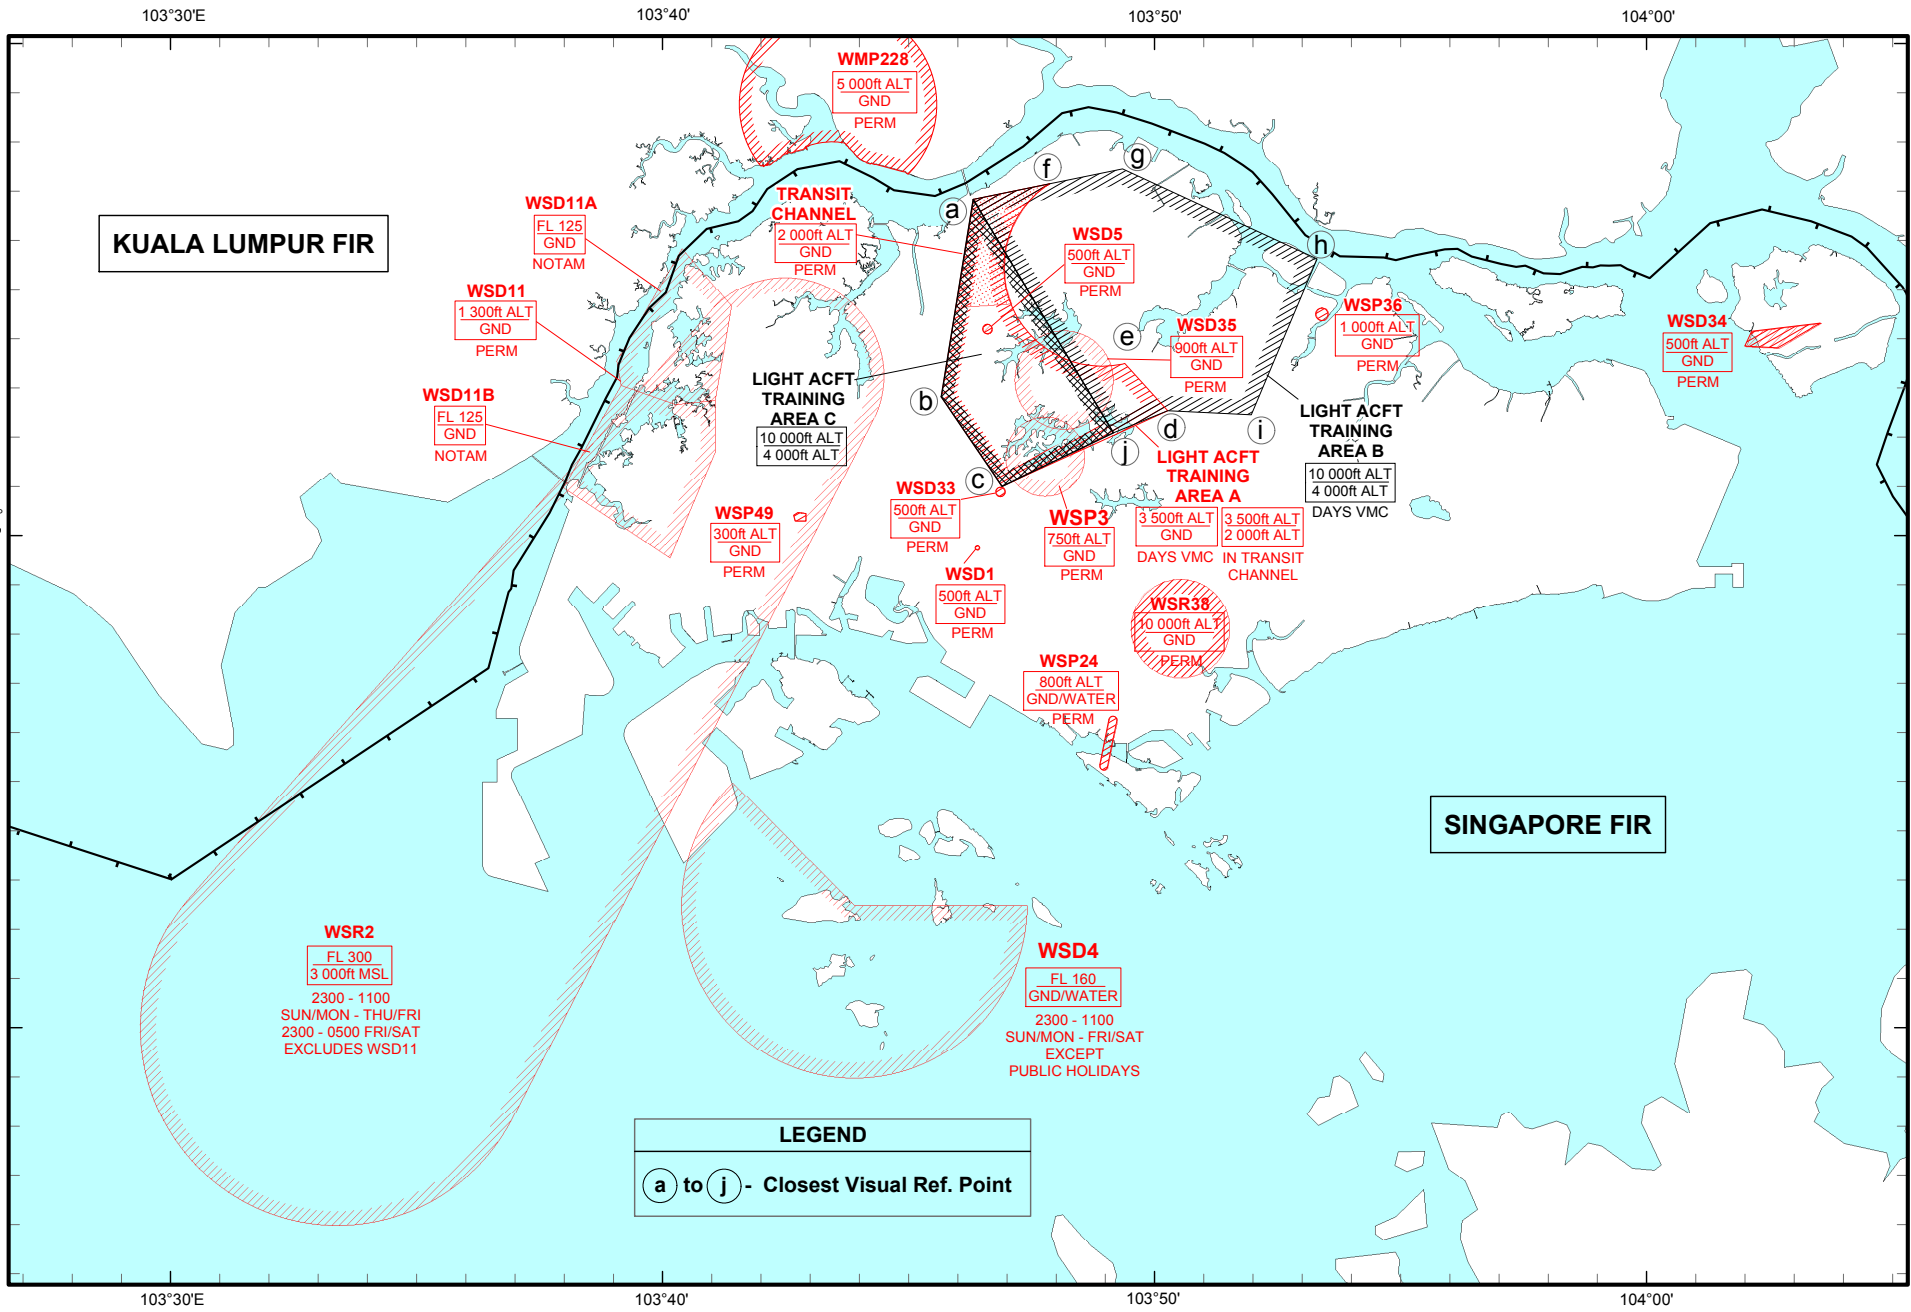 103°30'E
103°40'
103°50'
104°00'
WMP228
5 000ft ALT
GND
PERM
KUALA LUMPUR FIR
WSD11A
FL 125
GND
NOTAM
TRANSIT
CHANNEL
2 000ft ALT
GND
PERM
a
f
g
h
WSD5
500ft ALT
GND
PERM
WSD11
1 300ft ALT
GND
PERM
e
WSD35
900ft ALT
GND
PERM
WSP36
1 000ft ALT
GND
PERM
WSD34
500ft ALT
GND
PERM
WSD11B
FL 125
GND
NOTAM
LIGHT ACFT
TRAINING
AREA C
10 000ft ALT
4 000ft ALT
b
c
j
d
i
LIGHT ACFT
TRAINING
AREA B
10 000ft ALT
4 000ft ALT
DAYS VMC
LIGHT ACFT
TRAINING
AREA A
3 500ft ALT
GND
DAYS VMC
3 500ft ALT
2 000ft ALT
IN TRANSIT
CHANNEL
WSP49
300ft ALT
GND
PERM
WSD33
500ft ALT
GND
PERM
WSP3
750ft ALT
GND
PERM
WSD1
500ft ALT
GND
PERM
WSR38
10 000ft ALT
GND
PERM
WSP24
800ft ALT
GND/WATER
PERM
SINGAPORE FIR
WSR2
FL 300
3 000ft MSL
2300 - 1100
SUN/MON - THU/FRI
2300 - 0500 FRI/SAT
EXCLUDES WSD11
WSD4
FL 160
GND/WATER
2300 - 1100
SUN/MON - FRI/SAT
EXCEPT
PUBLIC HOLIDAYS
LEGEND
a to j - Closest Visual Ref. Point
103°30'E
103°40'
103°50'
104°00'